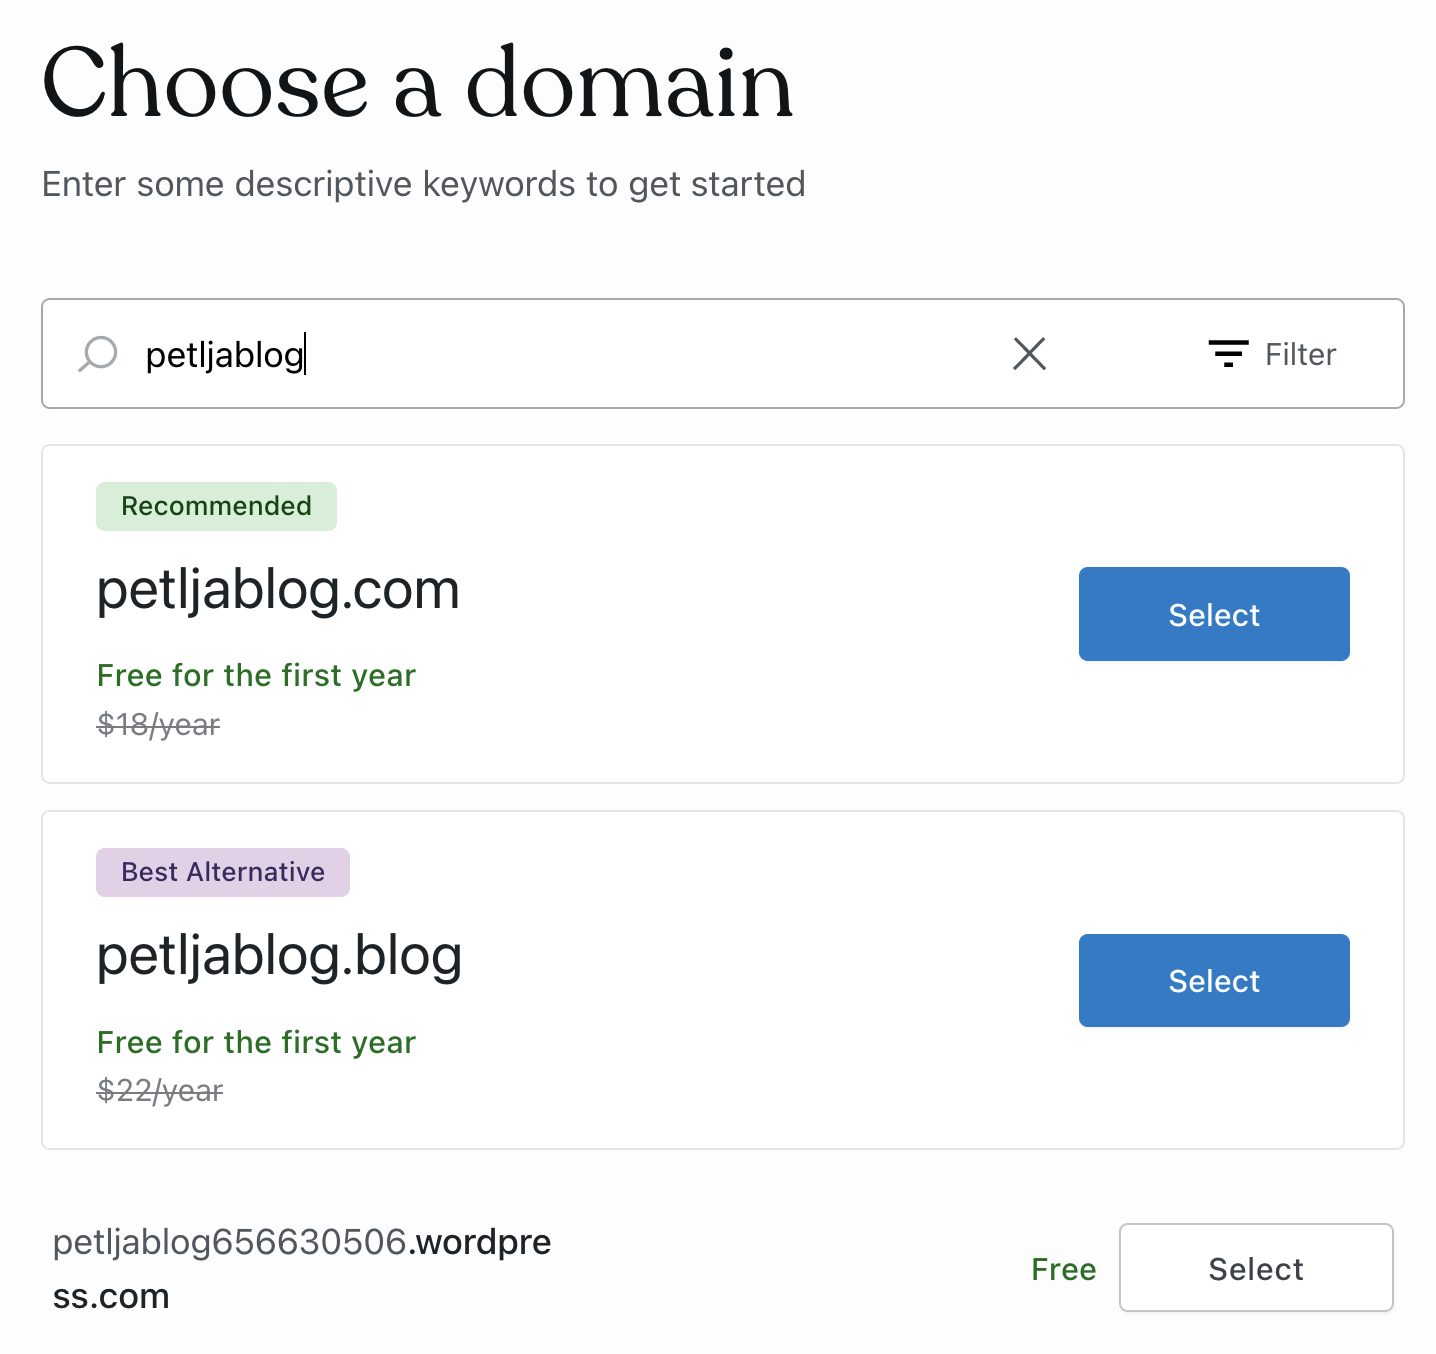 Choose a domain
Enter some descriptive keywords to get started
petljablog
Filter
Recommended
petljablog.com
Select
Free for the first year
$18/year
Best Alternative
petljablog.blog
Select
Free for the first year
$22/year
petljablog656630506.wordpre
ss.com
Free
Select